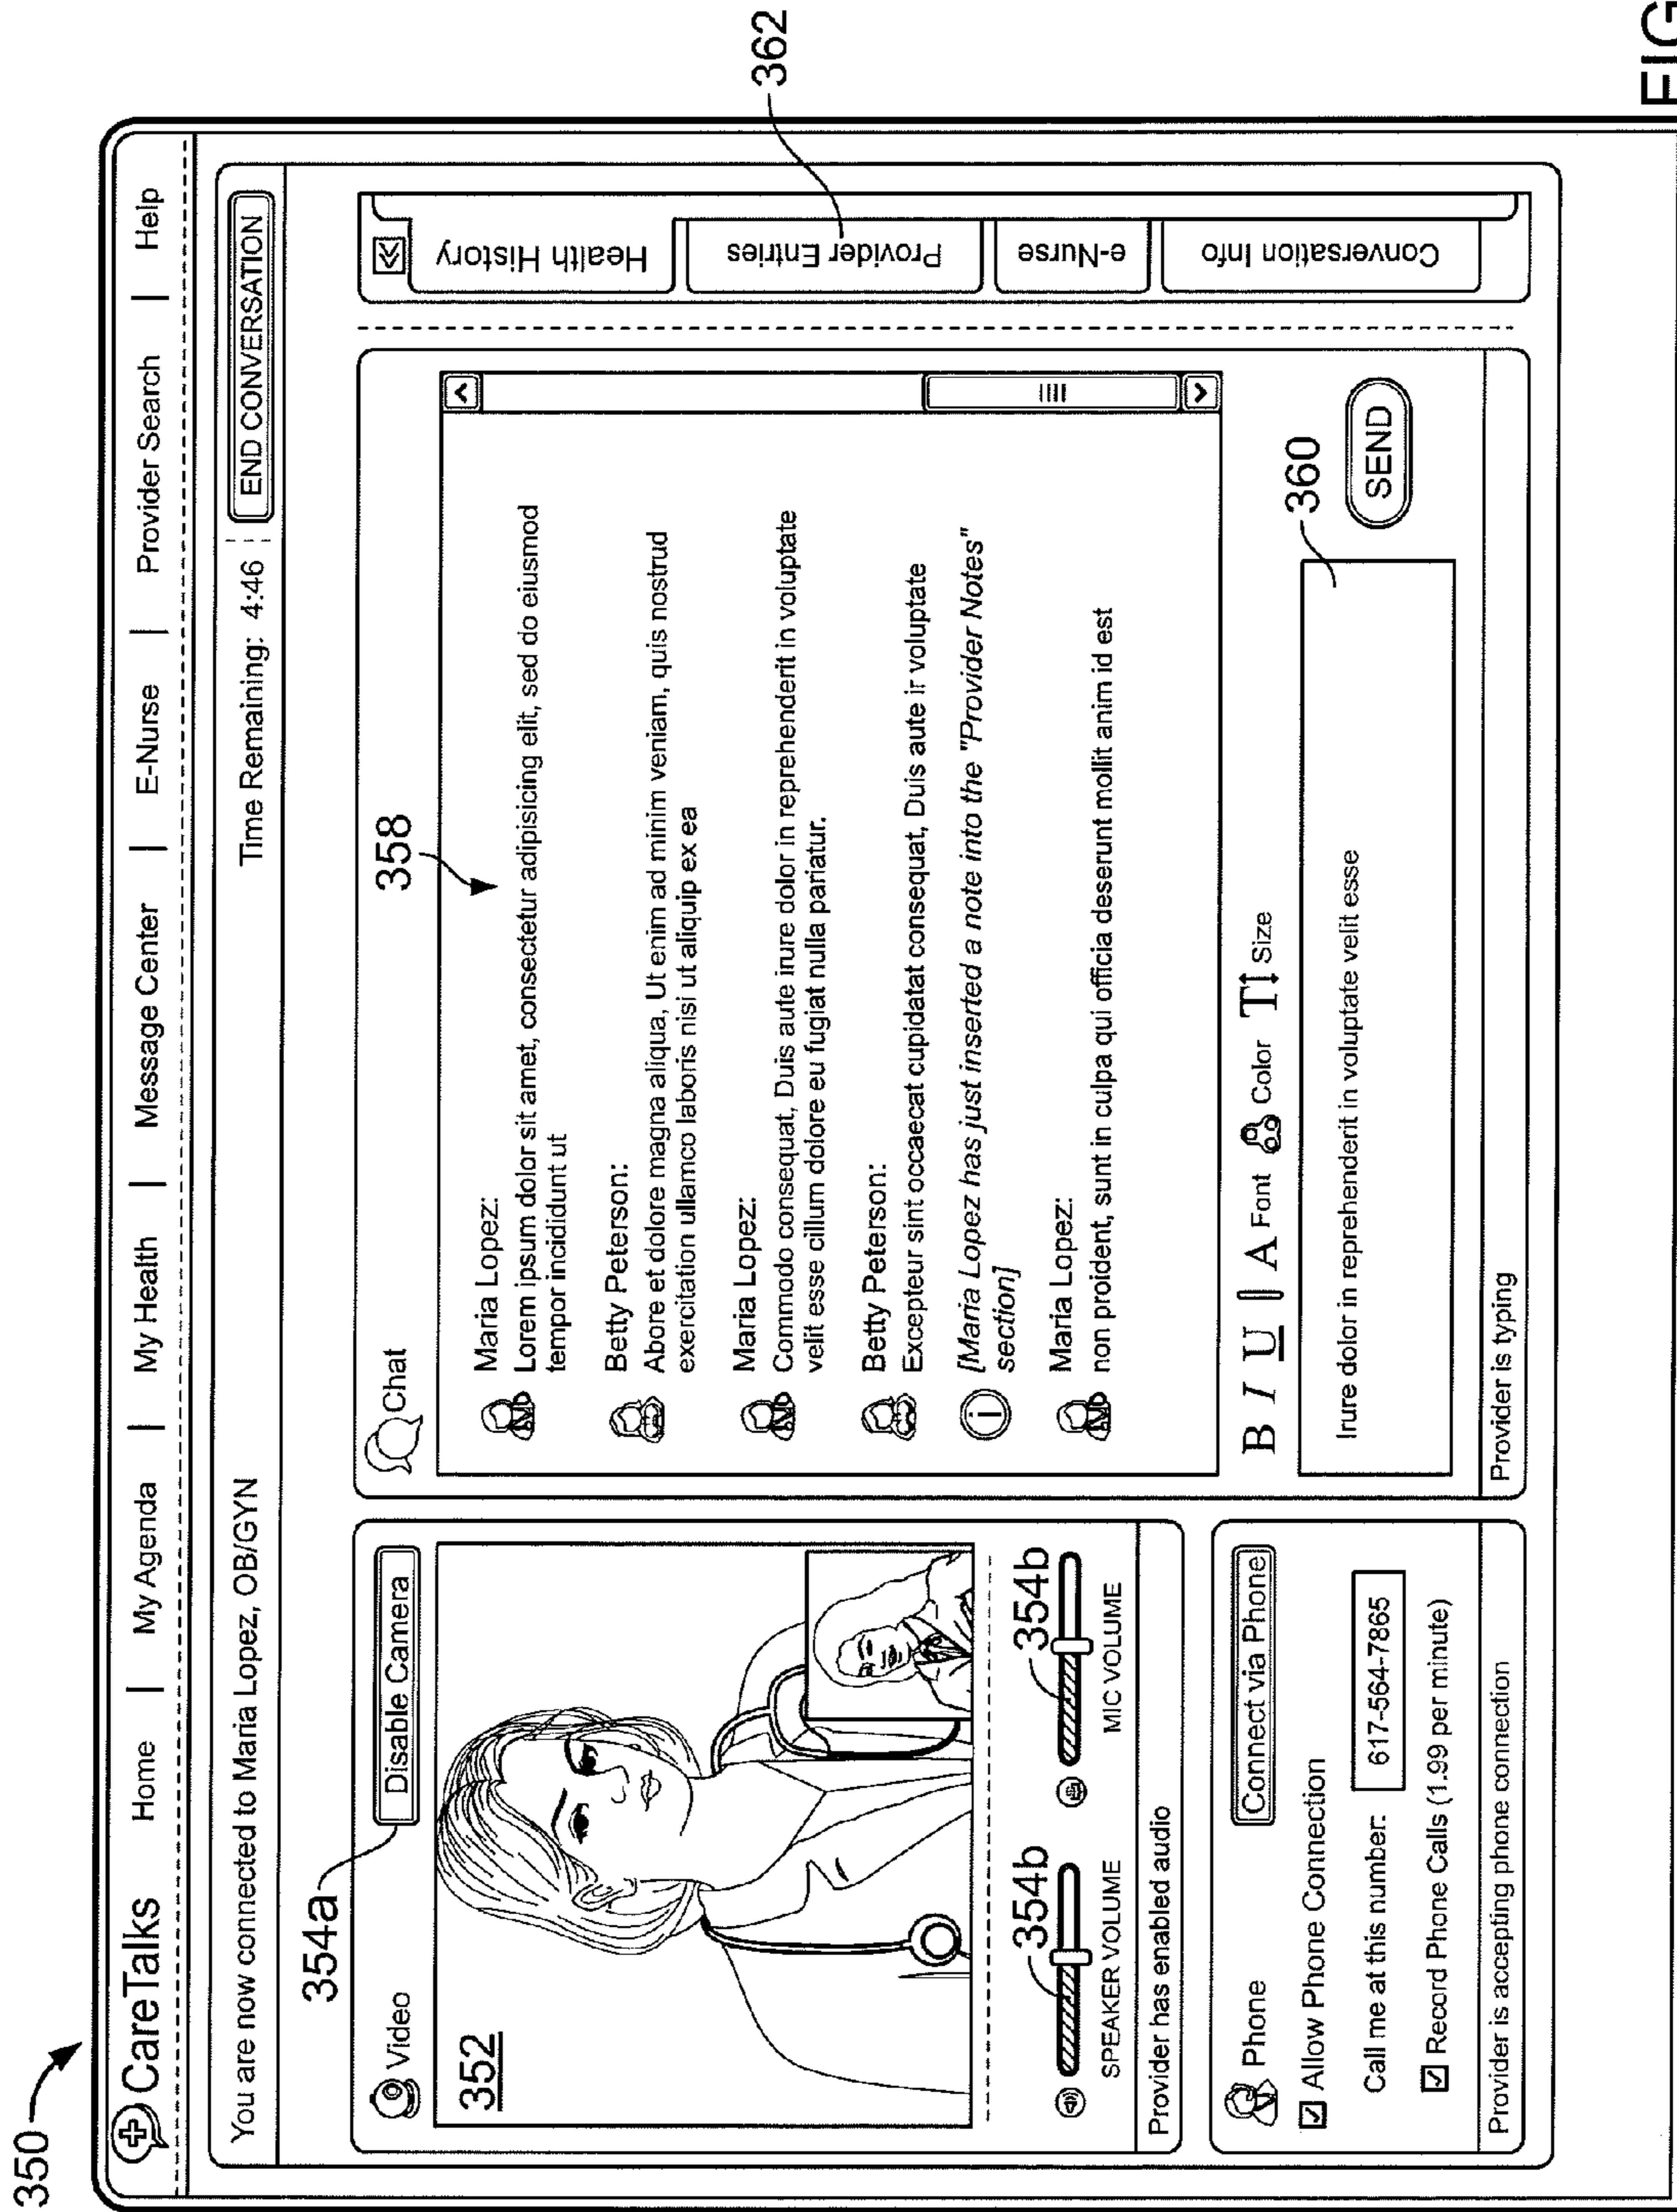 350
CareTalks
Home | My Agenda | My Health | Message Center | E-Nurse | Provider Search | Help
You are now connected to Maria Lopez, OB/GYN
Time Remaining: 4:46
END CONVERSATION
354a
Video
Disable Camera
352
354b
354b
SPEAKER VOLUME
MIC VOLUME
Provider has enabled audio
Phone
Connect via Phone
Allow Phone Connection
Call me at this number: 617-564-7865
Record Phone Calls (1.99 per minute)
Provider is accepting phone connection
Chat
358
Maria Lopez:
Lorem ipsum dolor sit amet, consectetur adipisicing elit, sed do eiusmod
tempor incididunt ut
Betty Peterson:
Abore et dolore magna aliqua, Ut enim ad minim veniam, quis nostrud
exercitation ullamco laboris nisi ut aliquip ex ea
Maria Lopez:
Commodo consequat, Duis aute irure dolor in reprehenderit in voluptate
velit esse cillum dolore eu fugiat nulla pariatur.
Betty Peterson:
Excepteur sint occaecat cupidatat consequat, Duis aute ir voluptate
i
[Maria Lopez has just inserted a note into the "Provider Notes"
section]
Maria Lopez:
non proident, sunt in culpa qui officia deserunt mollit anim id est
B I U A Font Color T Size
360
Irure dolor in reprehenderit in voluptate velit esse
SEND
Provider is typing
Health History
Provider Entries
e-Nurse
Conversation Info
362
FIG